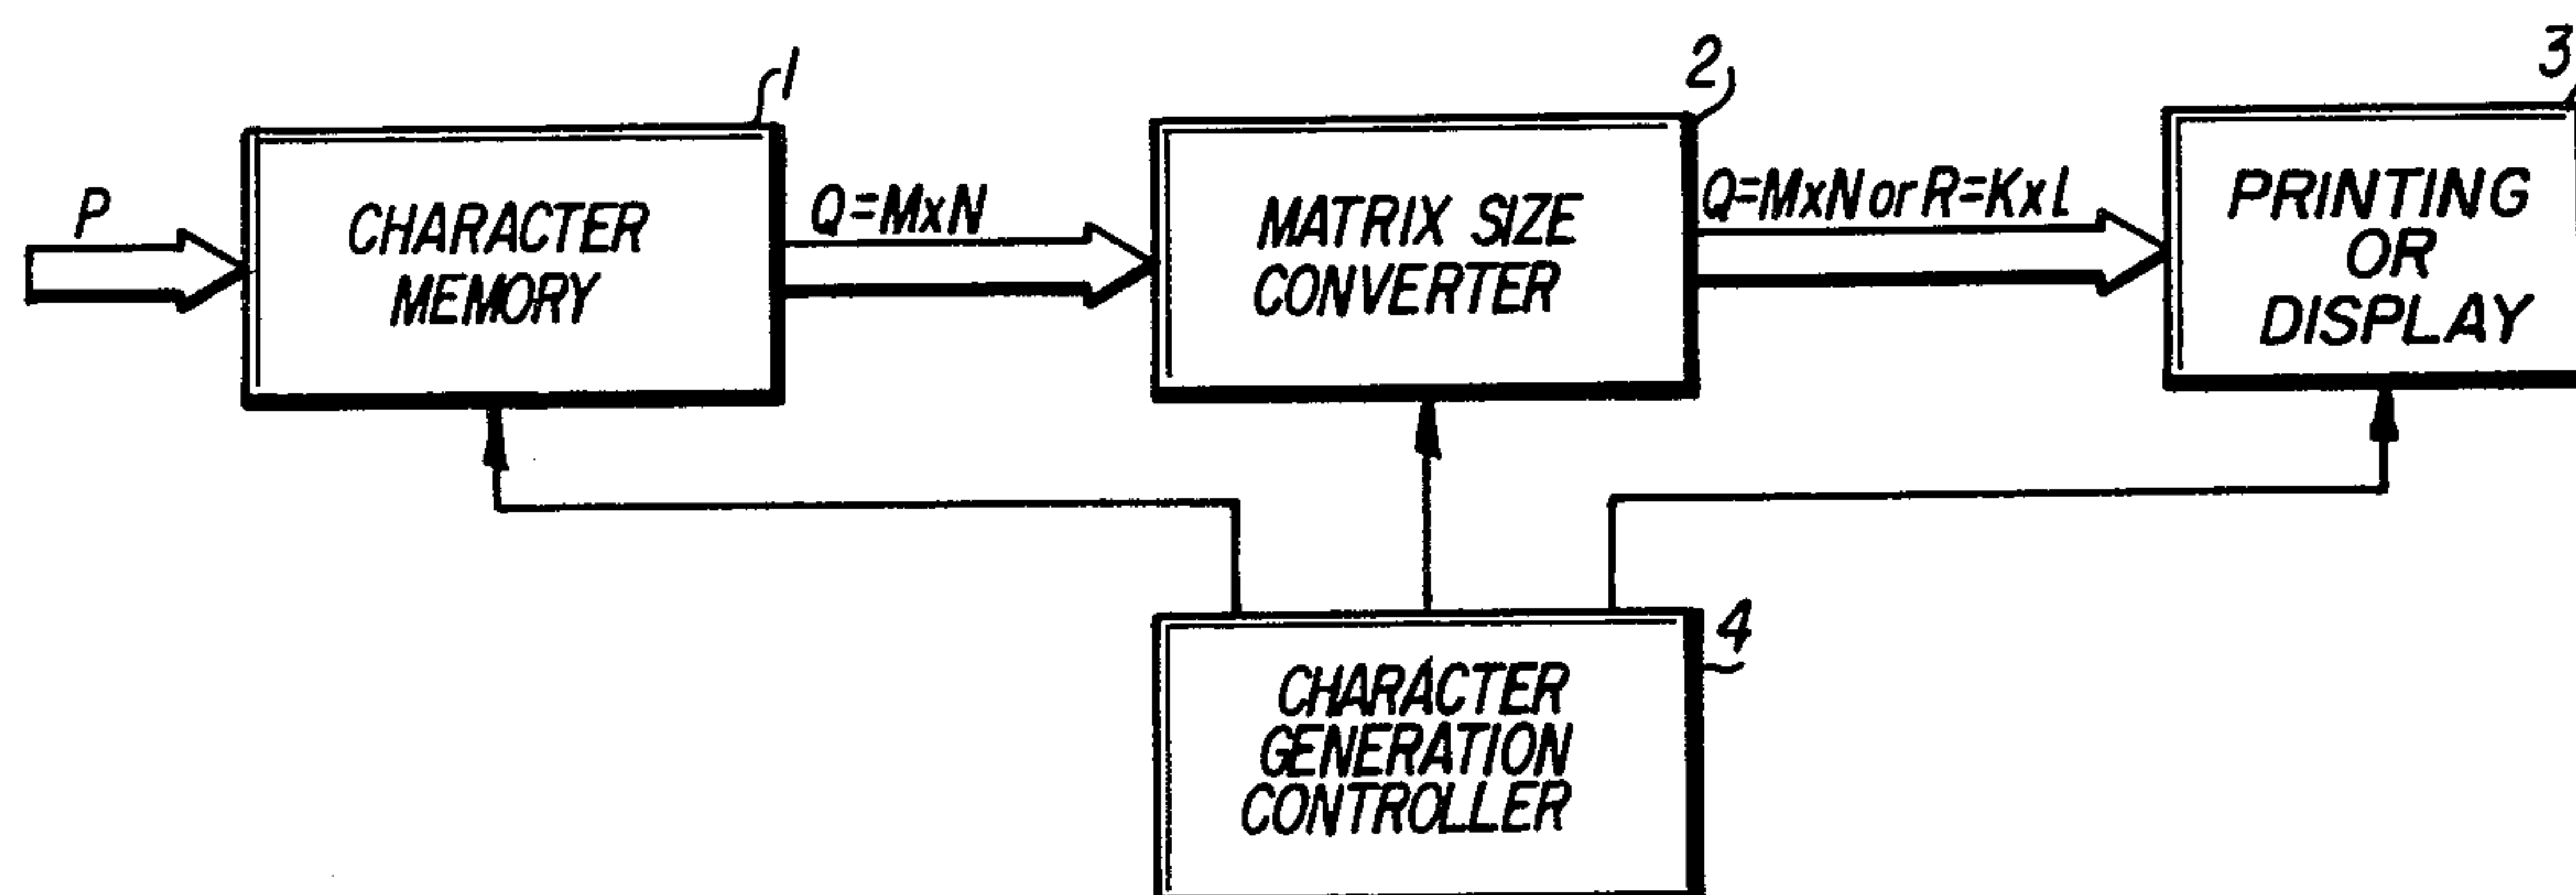 1
2
3
P
CHARACTER
MEMORY
Q=MxN
MATRIX SIZE
CONVERTER
Q=MxN or R=KxL
PRINTING
OR
DISPLAY
4
CHARACTER
GENERATION
CONTROLLER